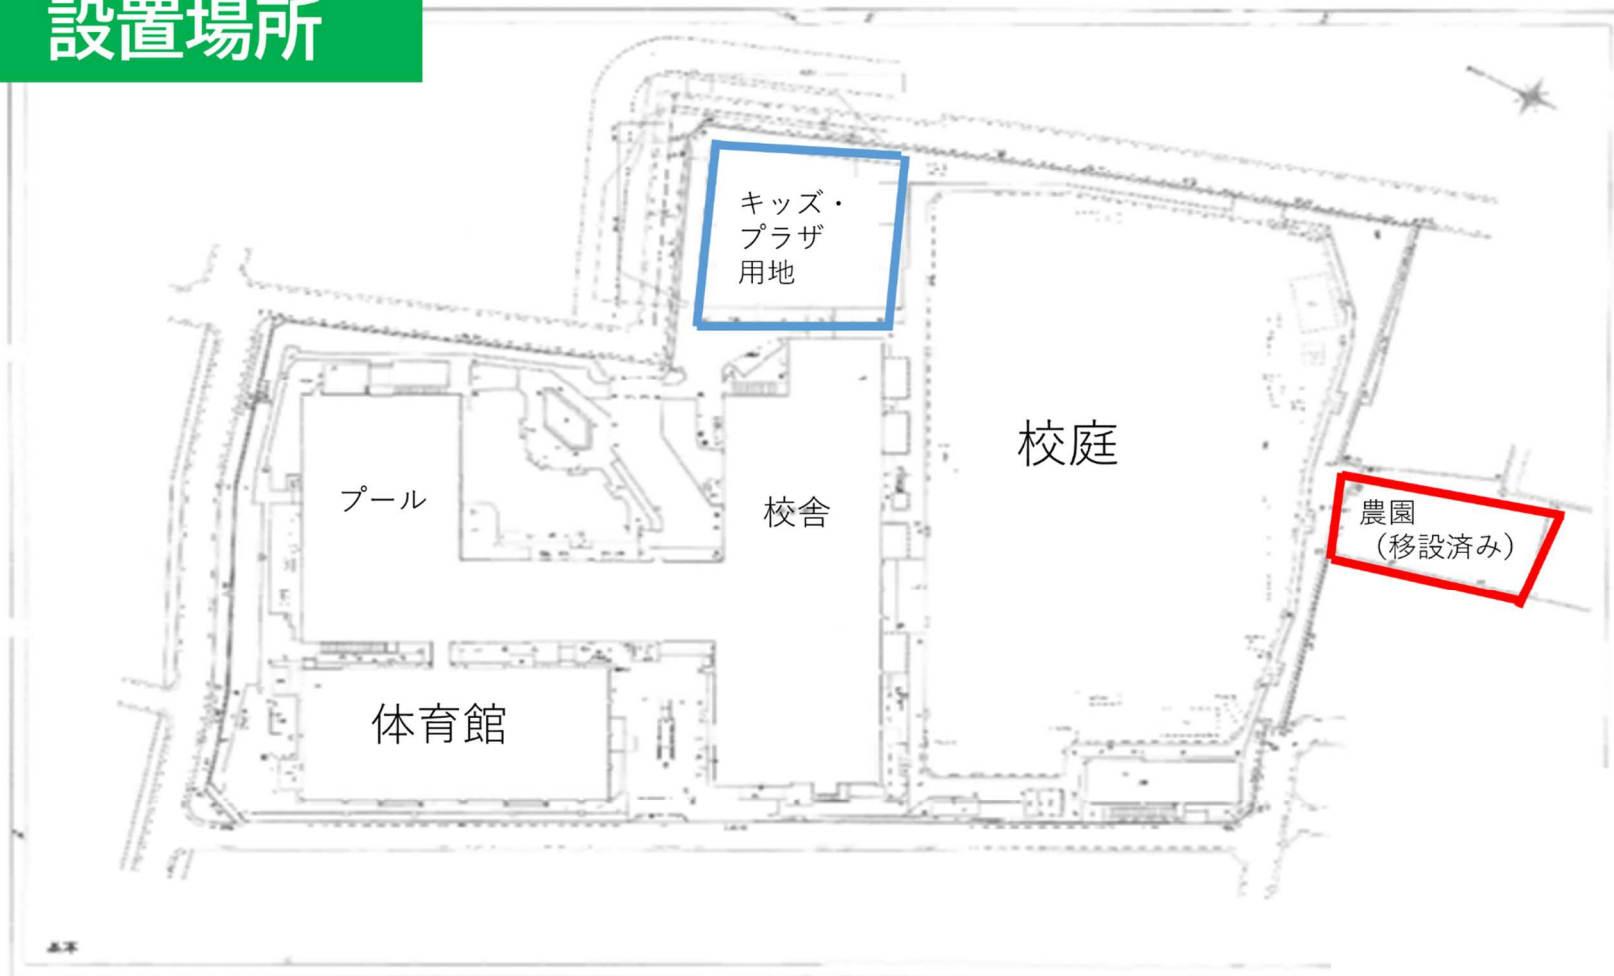 設置場所
キッズ・
プラザ
用地
校庭
プール
校舎
農園
（移設済み）
体育館